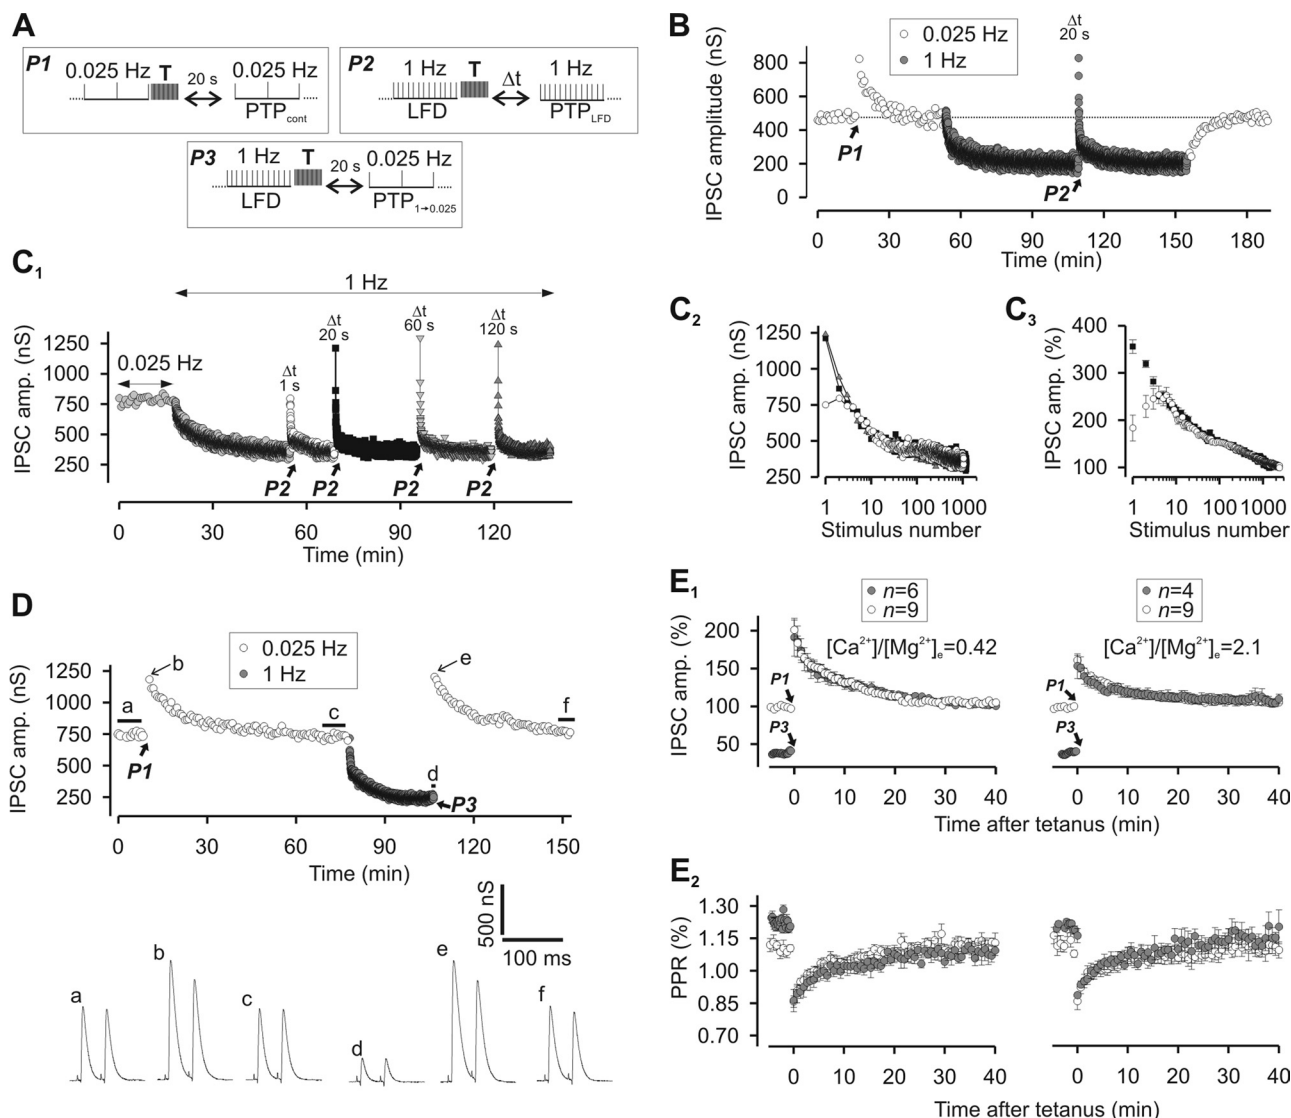 A
P1
0.025 Hz T 20 s 0.025 Hz
PTPcont
P2
1 Hz T Δt 1 Hz
LFD PTPLFD
P3
1 Hz T 20 s 0.025 Hz
LFD PTP1→0.025
B
IPSC amplitude (nS)
800
600
400
200
0
0.025 Hz
1 Hz
Δt
20 s
P1
P2
0 30 60 90 120 150 180
Time (min)
C1
IPSC amp. (nS)
1250
1000
750
500
250
1 Hz
0.025 Hz
Δt
1 s
Δt
20 s
Δt
60 s
Δt
120 s
P2 P2 P2 P2
0 30 60 90 120
Time (min)
C2
IPSC amp. (nS)
1250
1000
750
500
250
1 10 100 1000
Stimulus number
C3
IPSC amp. (%)
400
300
200
100
1 10 100 1000
Stimulus number
D
IPSC amp. (nS)
1250
1000
750
500
250
0.025 Hz
1 Hz
a
b
c
d
e
f
P1
P3
0 30 60 90 120 150
Time (min)
500 nS
100 ms
a
b
c
d
e
f
E1
IPSC amp. (%)
200
150
100
50
n=6
n=9
[Ca2+]/[Mg2+]e=0.42
P1
P3
0 10 20 30 40
n=4
n=9
[Ca2+]/[Mg2+]e=2.1
P1
P3
0 10 20 30 40
Time after tetanus (min)
E2
PPR (%)
1.30
1.15
1.00
0.85
0.70
0 10 20 30 40
0 10 20 30 40
Time after tetanus (min)